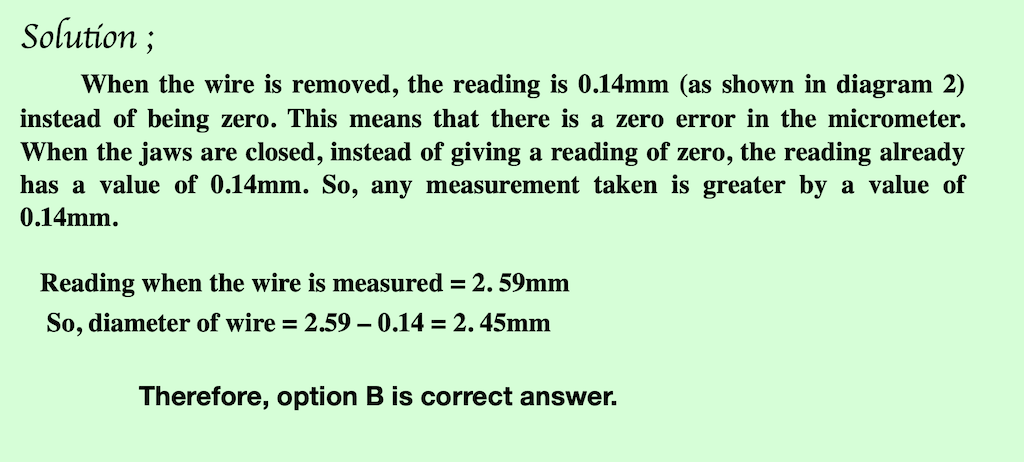 Solution ;
When the wire is removed, the reading is 0.14mm (as shown in diagram 2)
instead of being zero. This means that there is a zero error in the micrometer.
When the jaws are closed, instead of giving a reading of zero, the reading already
has a value of 0.14mm. So, any measurement taken is greater by a value of
0.14mm.
Reading when the wire is measured = 2. 59mm
So, diameter of wire = 2.59 – 0.14 = 2. 45mm
Therefore, option B is correct answer.